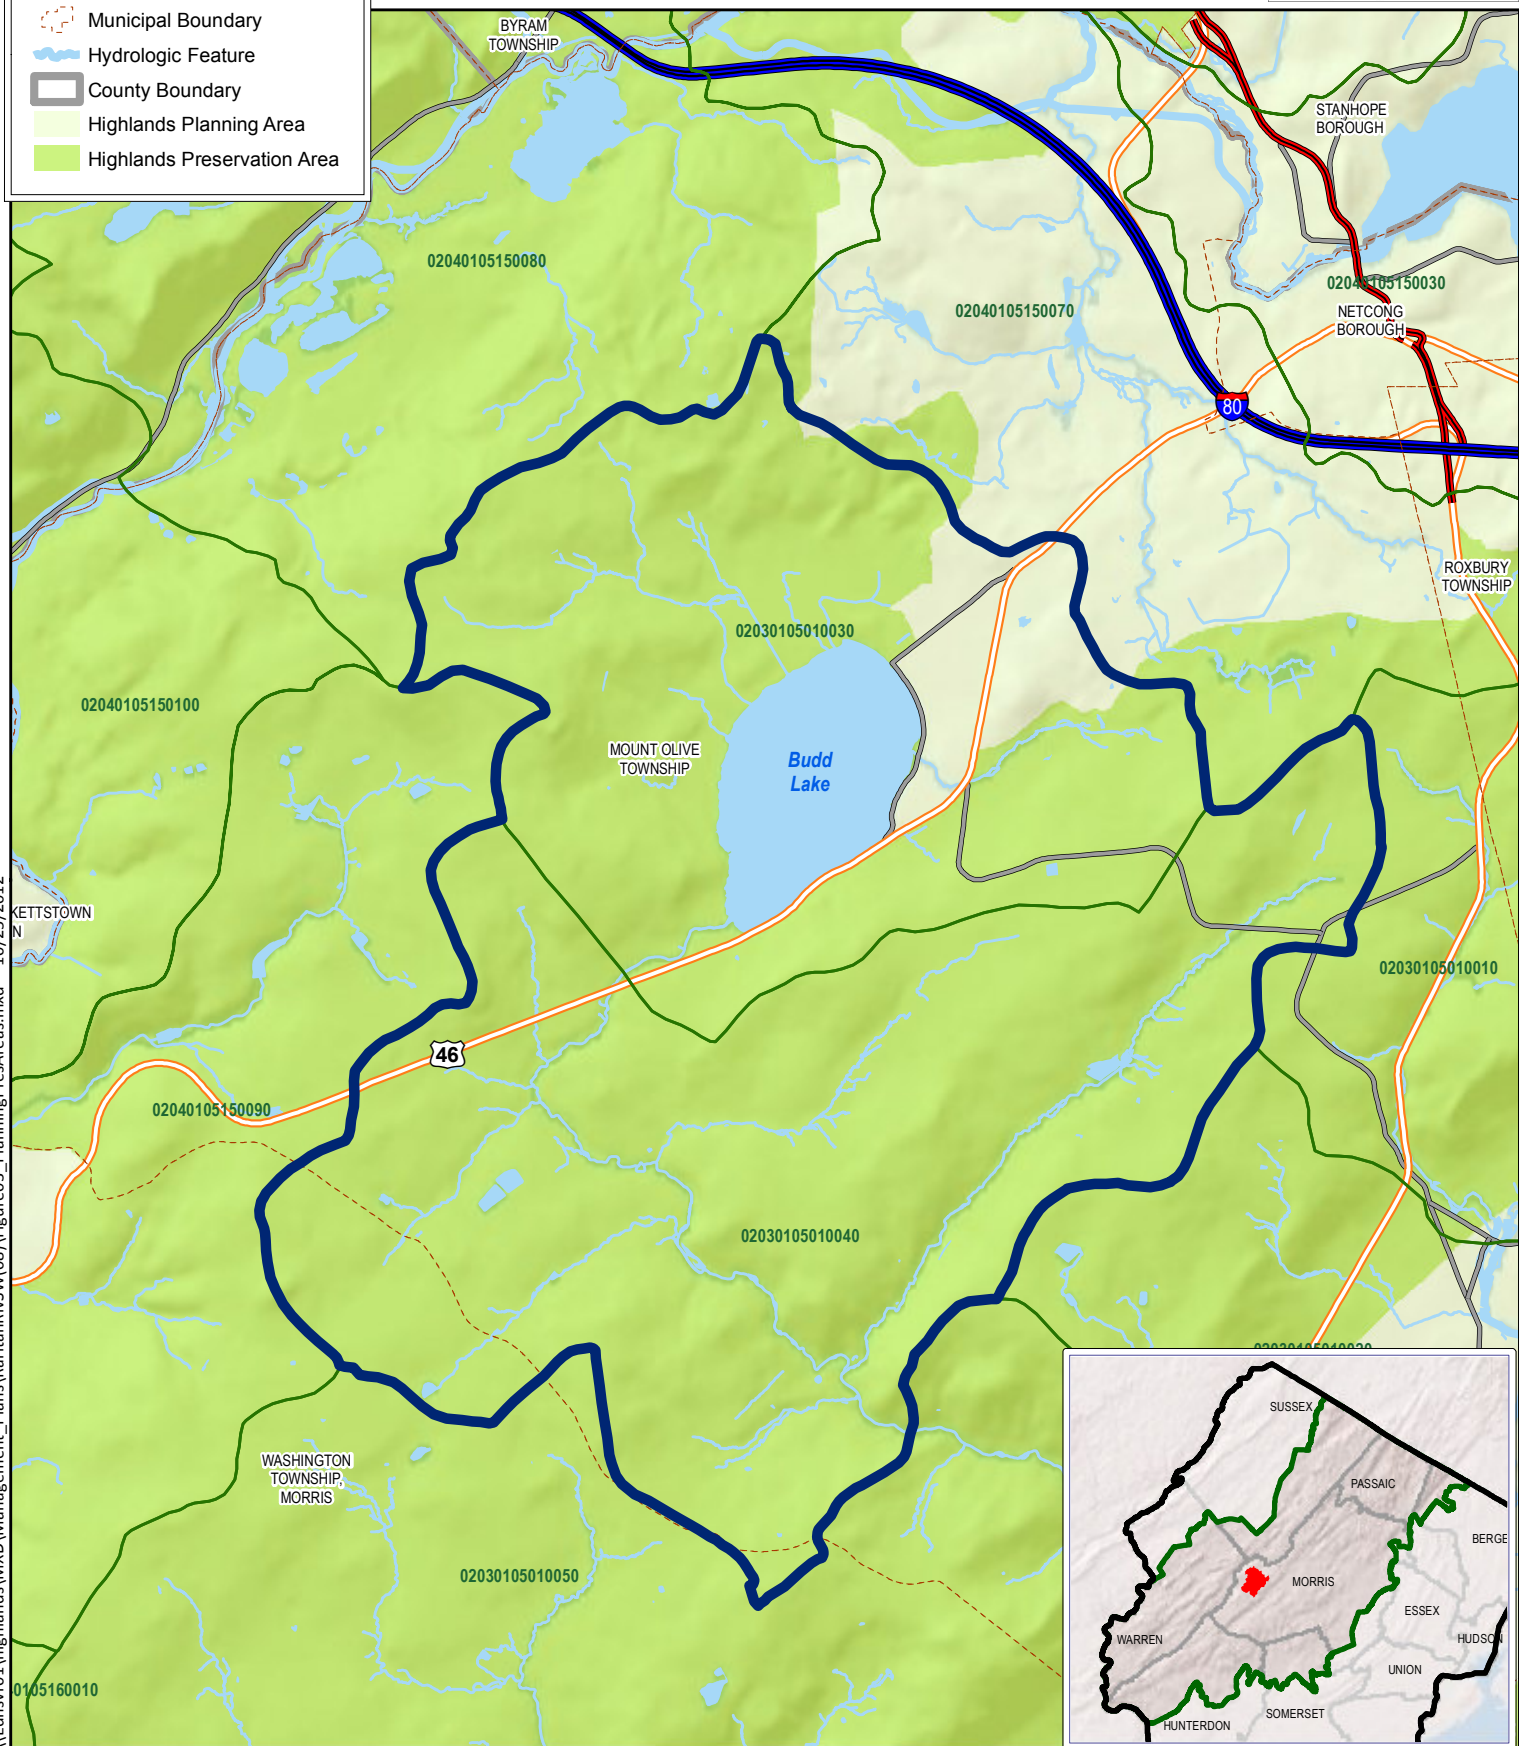 Municipal Boundary
Hydrologic Feature
County Boundary
Highlands Planning Area
Highlands Preservation Area
BYRAM
TOWNSHIP
STANHOPE
BOROUGH
02040105150080
02040105150070
02040105150030
NETCONG
BOROUGH
80
ROXBURY
TOWNSHIP
02030105010030
02040105150100
MOUNT OLIVE
TOWNSHIP
Budd
Lake
KETTSTOWN
N
02030105010010
46
02040105150090
02030105010040
WASHINGTON
TOWNSHIP,
MORRIS
02030105010050
0105160010
SUSSEX
PASSAIC
BERGE
MORRIS
ESSEX
WARREN
HUDSON
UNION
SOMERSET
HUNTERDON